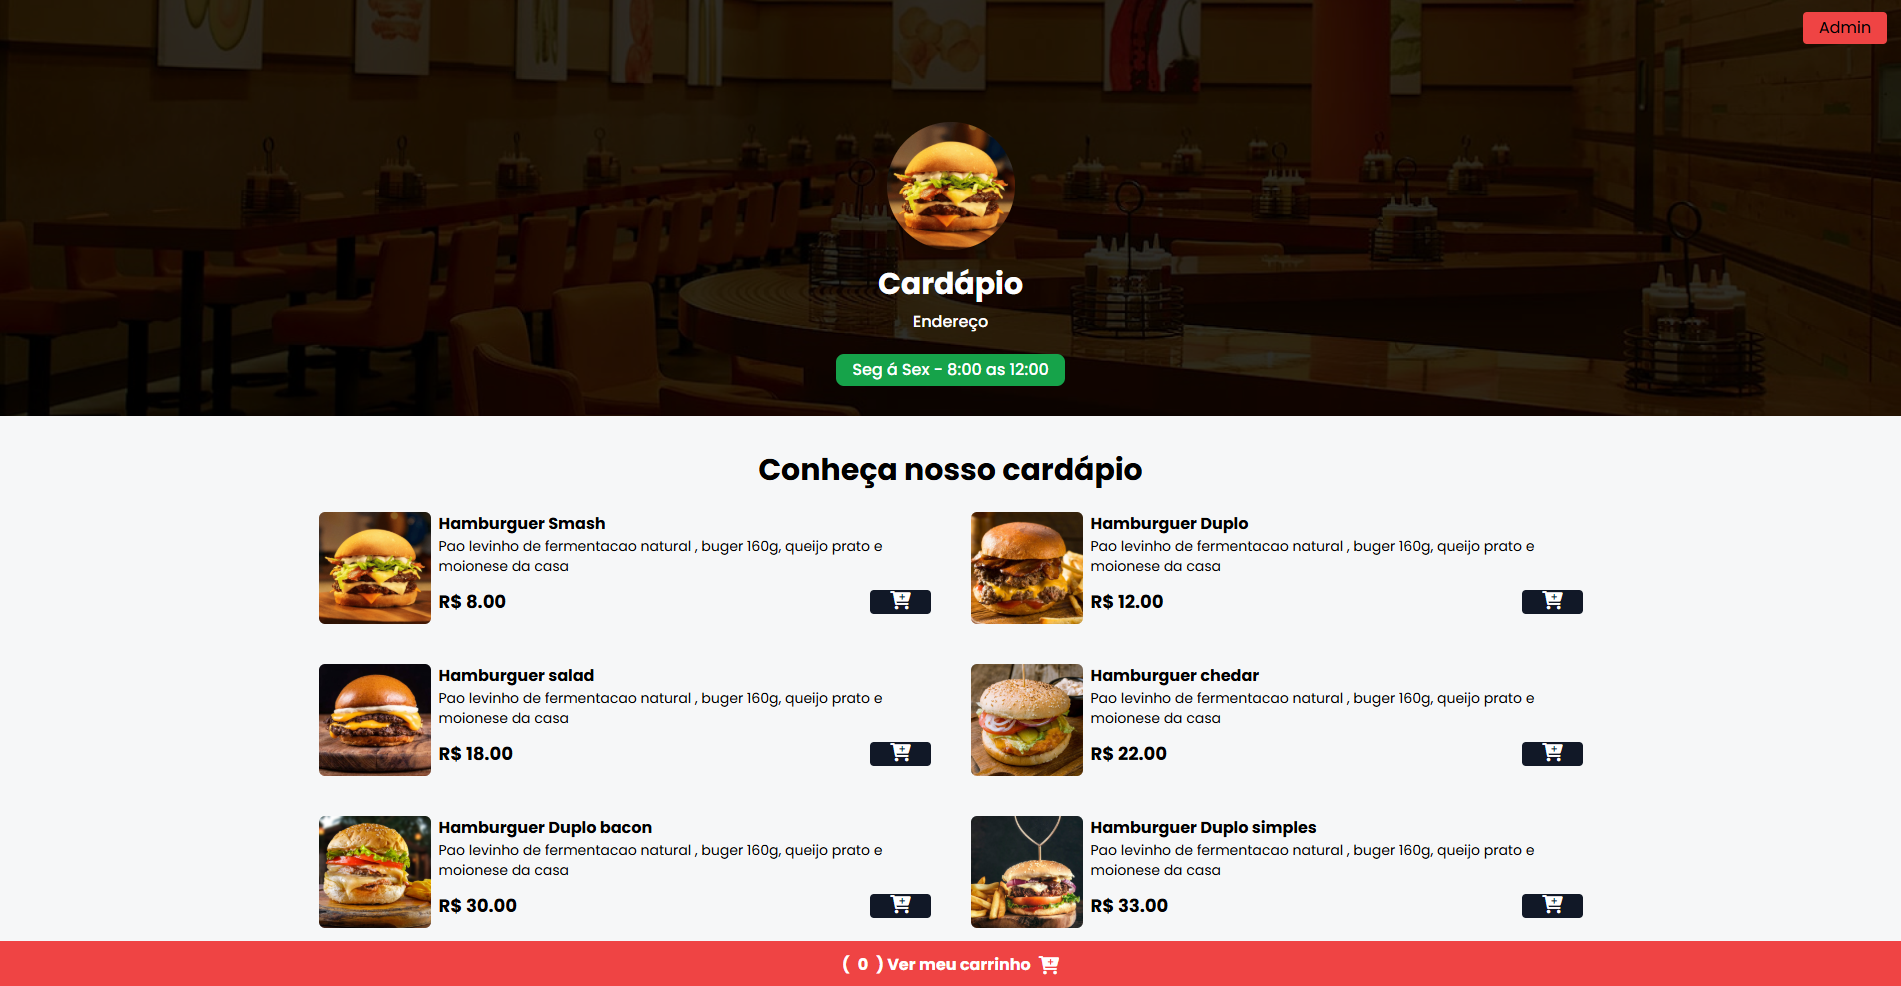 Admin
Cardápio
Endereço
Seg á Sex - 8:00 as 12:00
Conheça nosso cardápio
Hamburguer Smash
Pao levinho de fermentacao natural , buger 160g, queijo prato e
moionese da casa
R$ 8.00
Hamburguer Duplo
Pao levinho de fermentacao natural , buger 160g, queijo prato e
moionese da casa
R$ 12.00
Hamburguer salad
Pao levinho de fermentacao natural , buger 160g, queijo prato e
moionese da casa
R$ 18.00
Hamburguer chedar
Pao levinho de fermentacao natural , buger 160g, queijo prato e
moionese da casa
R$ 22.00
Hamburguer Duplo bacon
Pao levinho de fermentacao natural , buger 160g, queijo prato e
moionese da casa
R$ 30.00
Hamburguer Duplo simples
Pao levinho de fermentacao natural , buger 160g, queijo prato e
moionese da casa
R$ 33.00
( 0 ) Ver meu carrinho